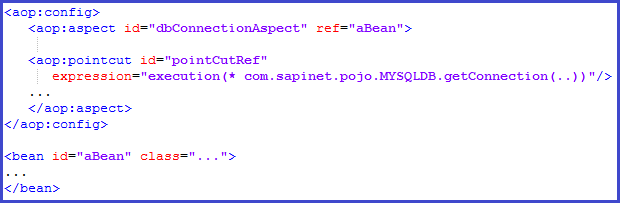 <aop:config>
<aop:aspect id="dbConnectionAspect" ref="aBean">
<aop:pointcut id="pointCutRef"
expression="execution(* com.sapinet.pojo.MYSQLDB.getConnection(..))"/>
...
</aop:aspect>
</aop:config>
<bean id="aBean" class="...">
...
</bean>